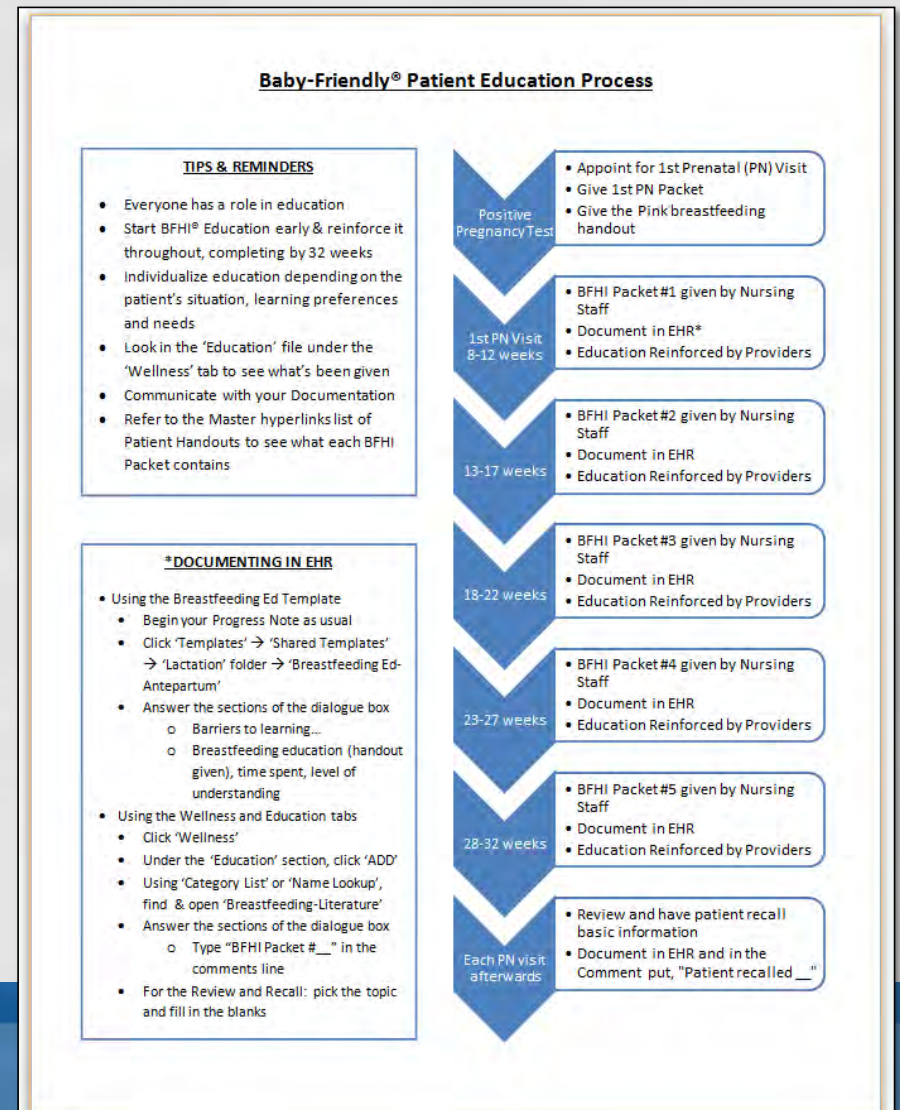 Baby-Friendly® Patient Education Process
TIPS & REMINDERS
• Everyone has a role in education
• Start BFHI® Education early & reinforce it
throughout, completing by 32 weeks
• Individualize education depending on the
patient's situation, learning preferences
and needs
• Look in the 'Education' file under the
'Wellness' tab to see what's been given
• Communicate with your Documentation
• Refer to the Master hyperlinks list of
Patient Handouts to see what each BFHI
Packet contains
*DOCUMENTING IN EHR
• Using the Breastfeeding Ed Template
• Begin your Progress Note as usual
• Click 'Templates' → 'Shared Templates'
→ 'Lactation' folder → 'Breastfeeding Ed-
Antepartum'
• Answer the sections of the dialogue box
o Barriers to learning...
o Breastfeeding education (handout
given), time spent, level of
understanding
• Using the Wellness and Education tabs
• Click 'Wellness'
• Under the 'Education' section, click 'ADD'
• Using 'Category List' or 'Name Lookup',
find & open 'Breastfeeding-Literature'
• Answer the sections of the dialogue box
o Type "BFHI Packet #__" in the
comments line
• For the Review and Recall: pick the topic
and fill in the blanks
Positive
Pregnancy Test
• Appoint for 1st Prenatal (PN) Visit
• Give 1st PN Packet
• Give the Pink breastfeeding
handout
1st PN Visit
8-12 weeks
• BFHI Packet #1 given by Nursing
Staff
• Document in EHR*
• Education Reinforced by Providers
13-17 weeks
• BFHI Packet #2 given by Nursing
Staff
• Document in EHR
• Education Reinforced by Providers
18-22 weeks
• BFHI Packet #3 given by Nursing
Staff
• Document in EHR
• Education Reinforced by Providers
23-27 weeks
• BFHI Packet #4 given by Nursing
Staff
• Document in EHR
• Education Reinforced by Providers
28-32 weeks
• BFHI Packet #5 given by Nursing
Staff
• Document in EHR
• Education Reinforced by Providers
Each PN visit
afterwards
• Review and have patient recall
basic information
• Document in EHR and in the
Comment put, "Patient recalled __"